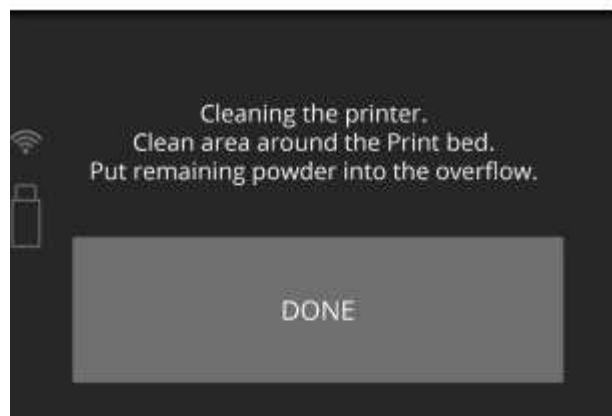 Cleaning the printer.
Clean area around the Print bed.
Put remaining powder into the overflow.
DONE